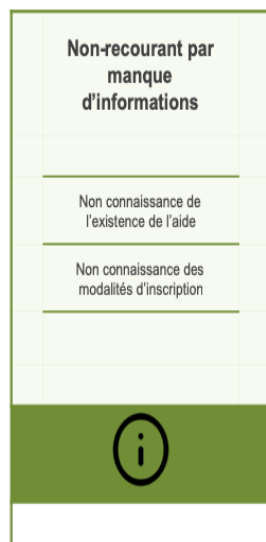 Non-recourant par
manque
d’informations
Non connaissance de
l’existence de l’aide
Non connaissance des
modalités d’inscription